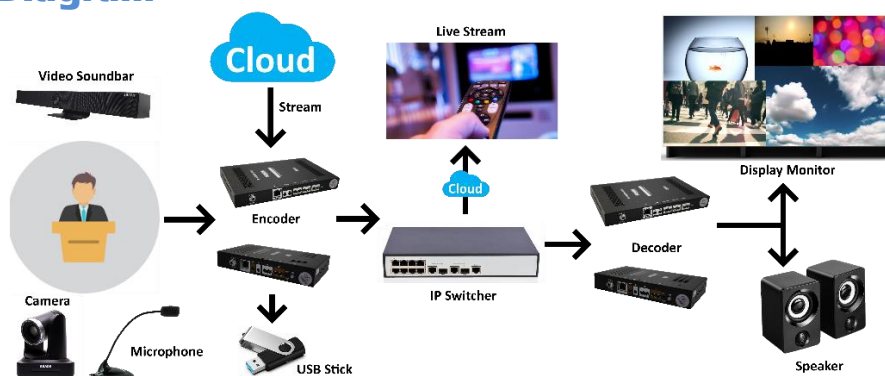 Diagram
Video Soundbar
Cloud
Stream
Live Stream
Encoder
Cloud
Display Monitor
Decoder
IP Switcher
Camera
Microphone
USB Stick
Speaker